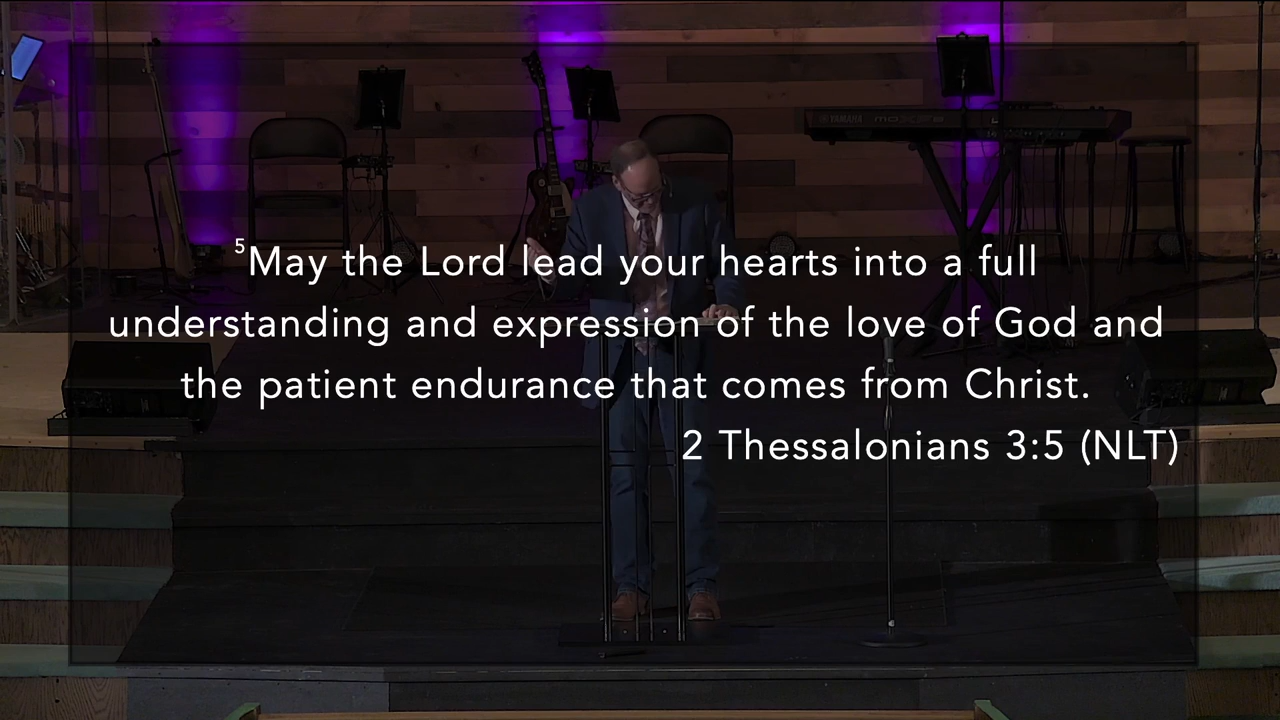 YAMAHA
⁵May the Lord lead your hearts into a full
understanding and expression of the love of God and
the patient endurance that comes from Christ.
2 Thessalonians 3:5 (NLT)